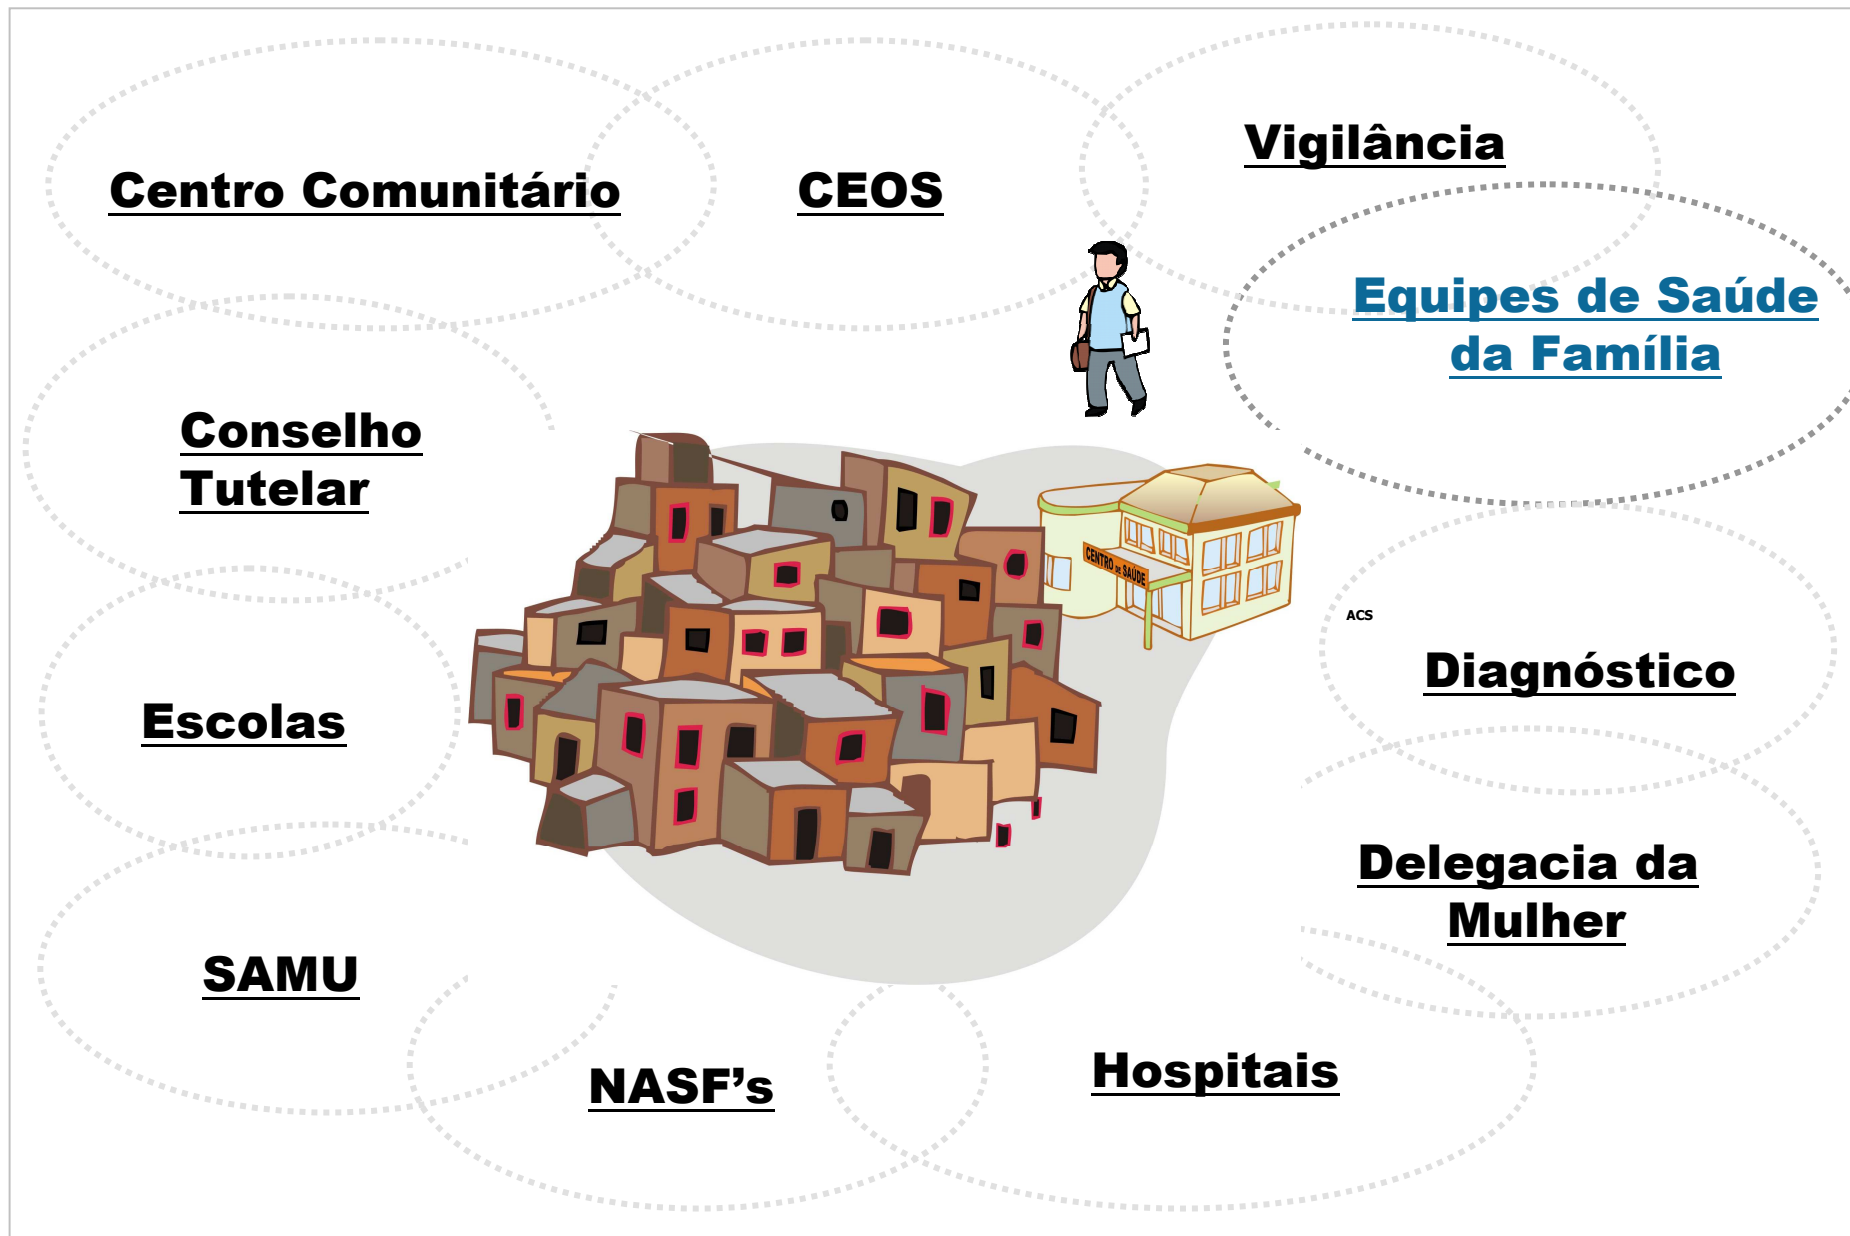 Centro Comunitário
CEOS
Vigilância
Equipes de Saúde
da Família
Conselho
Tutelar
CENTRO DE SAÚDE
ACS
Diagnóstico
Escolas
Delegacia da
Mulher
SAMU
NASF’s
Hospitais